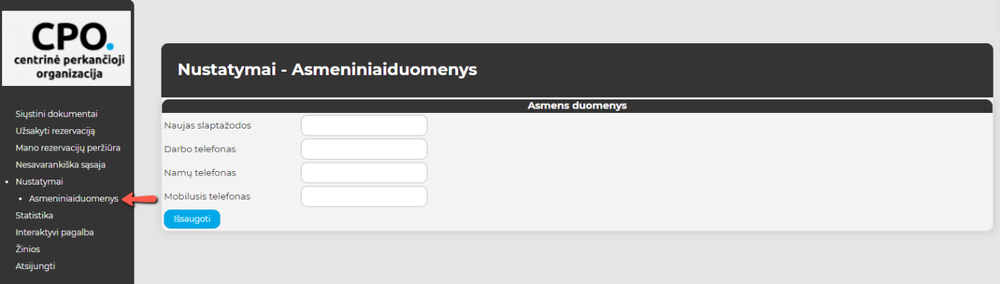 CPO.
centrinė perkančioji
organizacija
Siųstini dokumentai
Užsakyti rezervaciją
Mano rezervacijų peržiūra
Nesavarankiška sąsaja
Nustatymai
Asmeniniaiduomenys
Statistika
Interaktyvi pagalba
Žinios
Atsijungti
Nustatymai - Asmeniniaiduomenys
Asmens duomenys
Naujas slaptažodos
Darbo telefonas
Namų telefonas
Mobilusis telefonas
Išsaugoti